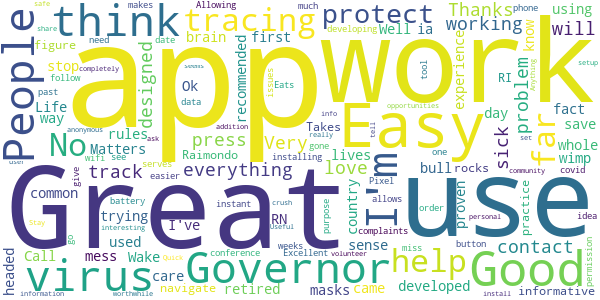 app
work
Great
use
Easy
Governor
Good
virus
think
People
help
I'm
No
far
tracing
protect
everything
contact
track
press
sick
problem
love
Very
masks
will
Thanks
working
designed
stop
brain
first
recommended
Well
ia
using
experience
know
day
RI
fact
save
whole
wimp
Life
way
figure
Ok
data
Eats
issues
Takes
Matters
rules
Raimondo
installing
lives
bull
rocks
proven
practice
common
trying
I've
instant
RN
Pixel
country
allows
complaints
order
sense
used
mess
Wake
care
Call
headed
navigate
retired
conference
Excellent
Useful
purpose
crush
came
developed
informative
miss
button
permission
idea
personal
community
covid
set
one
tool
tell
opportunities
developing
phone
setup
safe
share
need
makes
Allowing
much
date
follow
past
completely
seems
anonymous
ask
info
really
gone
addition
serves
easier
wifi
see
user
give
battery
interesting
go
Stay
weeks
volunteer
Quick
worthwhile
information
install
Anything